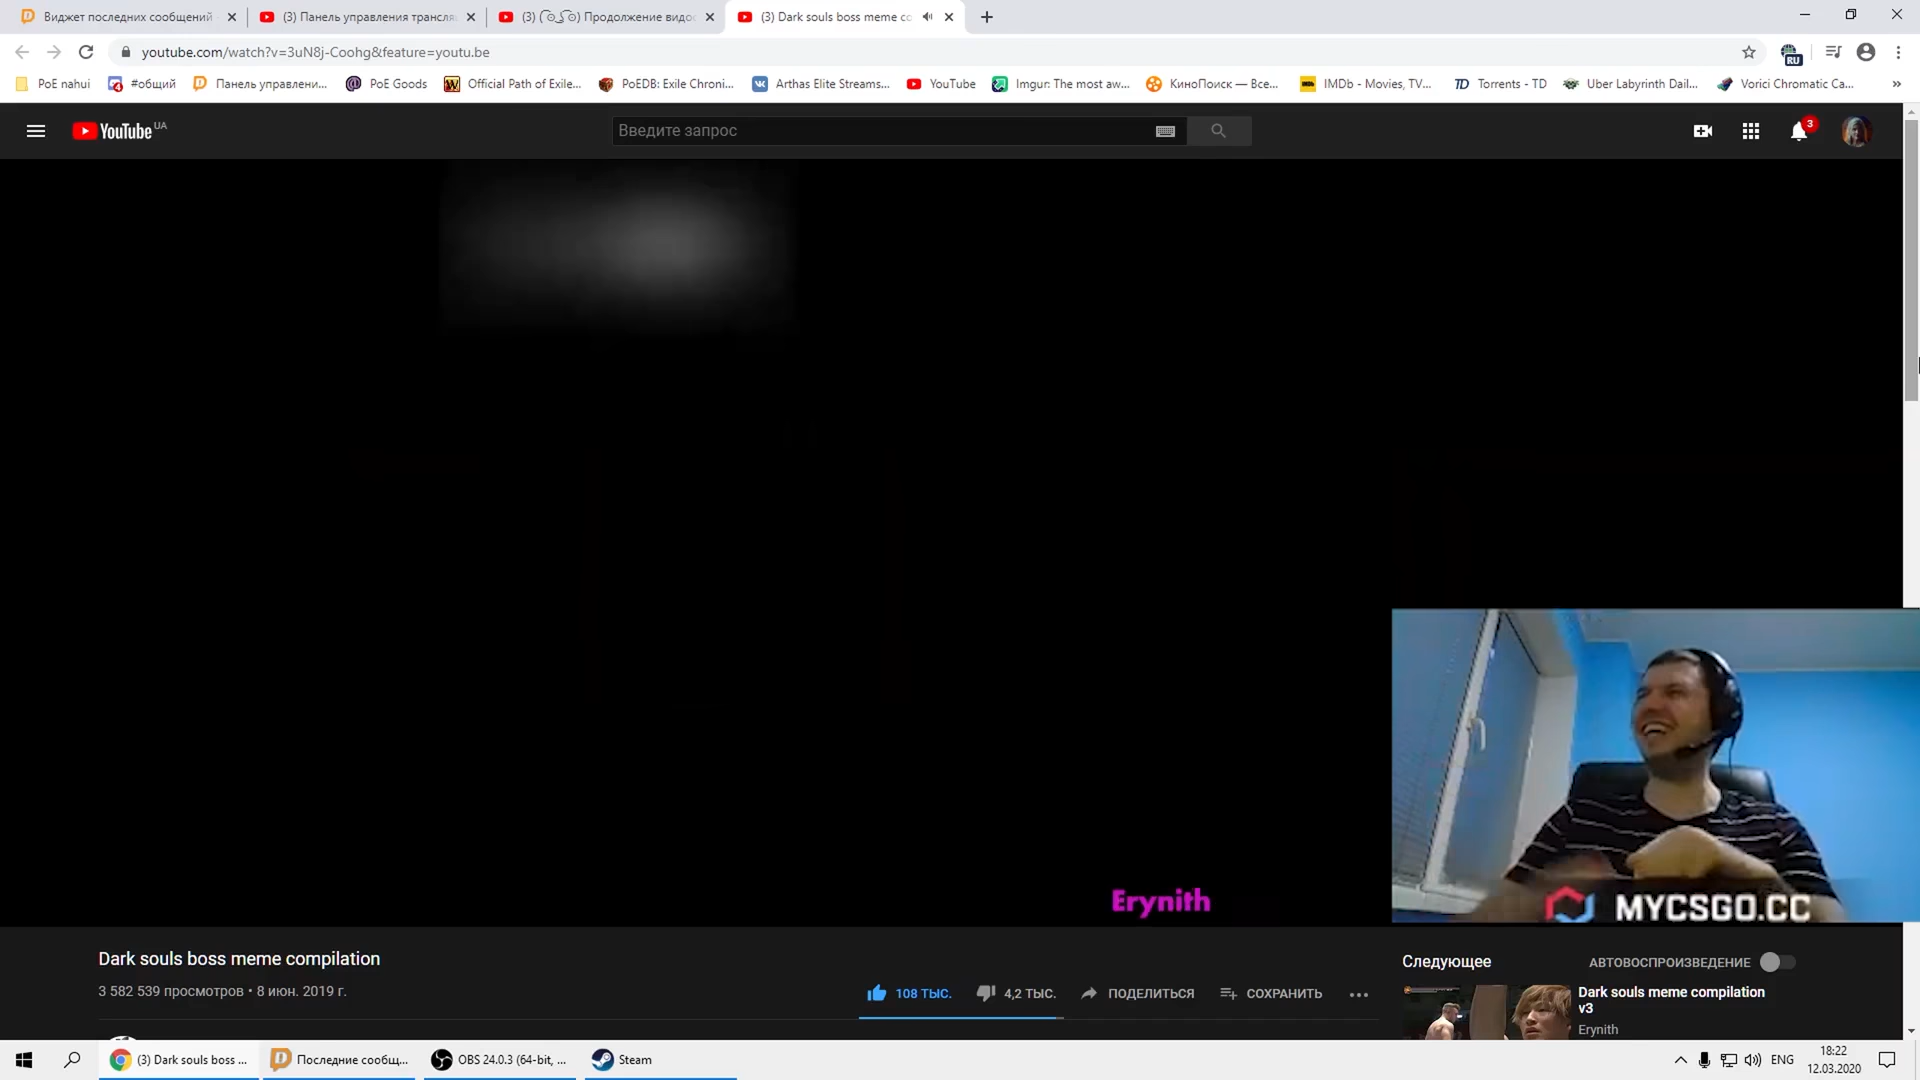 Виджет последних сообщений
(3) Панель управления трансля
(3) ( ͡⊙ ͜ʖ ͡⊙) Продолжение видос
(3) Dark souls boss meme co
youtube.com/watch?v=3uN8j-Coohg&feature=youtu.be
RU
PoE nahui
#общий
Панель управлени...
PoE Goods
Official Path of Exile...
PoEDB: Exile Chroni...
Arthas Elite Streams...
YouTube
Imgur: The most aw...
КиноПоиск — Все...
IMDb - Movies, TV...
TD Torrents - TD
Uber Labyrinth Dail...
Vorici Chromatic Ca...
YouTube UA
Введите запрос
3
Erynith
MYCSGO.CC
Dark souls boss meme compilation
3 582 539 просмотров • 8 июн. 2019 г.
108 ТЫС.
4,2 ТЫС.
ПОДЕЛИТЬСЯ
СОХРАНИТЬ
Следующее
АВТОВОСПРОИЗВЕДЕНИЕ
Dark souls meme compilation
v3
Erynith
(3) Dark souls boss ...
Последние сообщ...
OBS 24.0.3 (64-bit, ...
Steam
ENG
18:22
12.03.2020